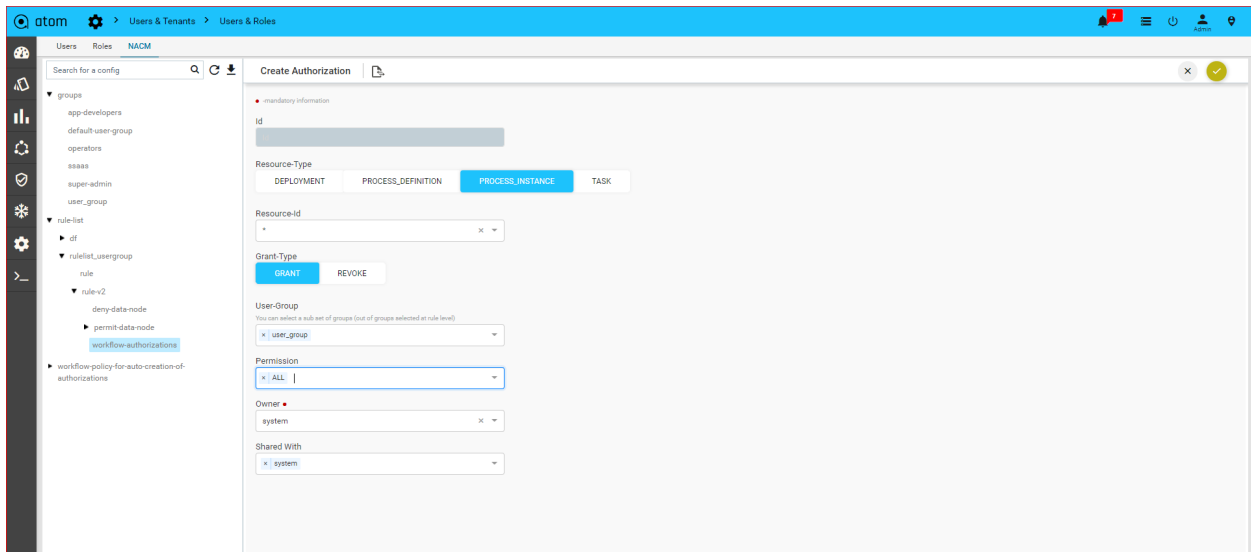 atom > Users & Tenants > Users & Roles 7 Admin
Users Roles NACM
Search for a config
Create Authorization
groups
app-developers
default-user-group
operators
ssaas
super-admin
user_group
rule-list
df
rulelist_usergroup
rule
rule-v2
deny-data-node
permit-data-node
workflow-authorizations
workflow-policy-for-auto-creation-of-
authorizations
-mandatory information
Id
Resource-Type
DEPLOYMENT PROCESS_DEFINITION PROCESS_INSTANCE TASK
Resource-Id
*
Grant-Type
GRANT REVOKE
User-Group
You can select a sub set of groups (out of groups selected at rule level)
× user_group
Permission
× ALL
Owner
system
Shared With
× system